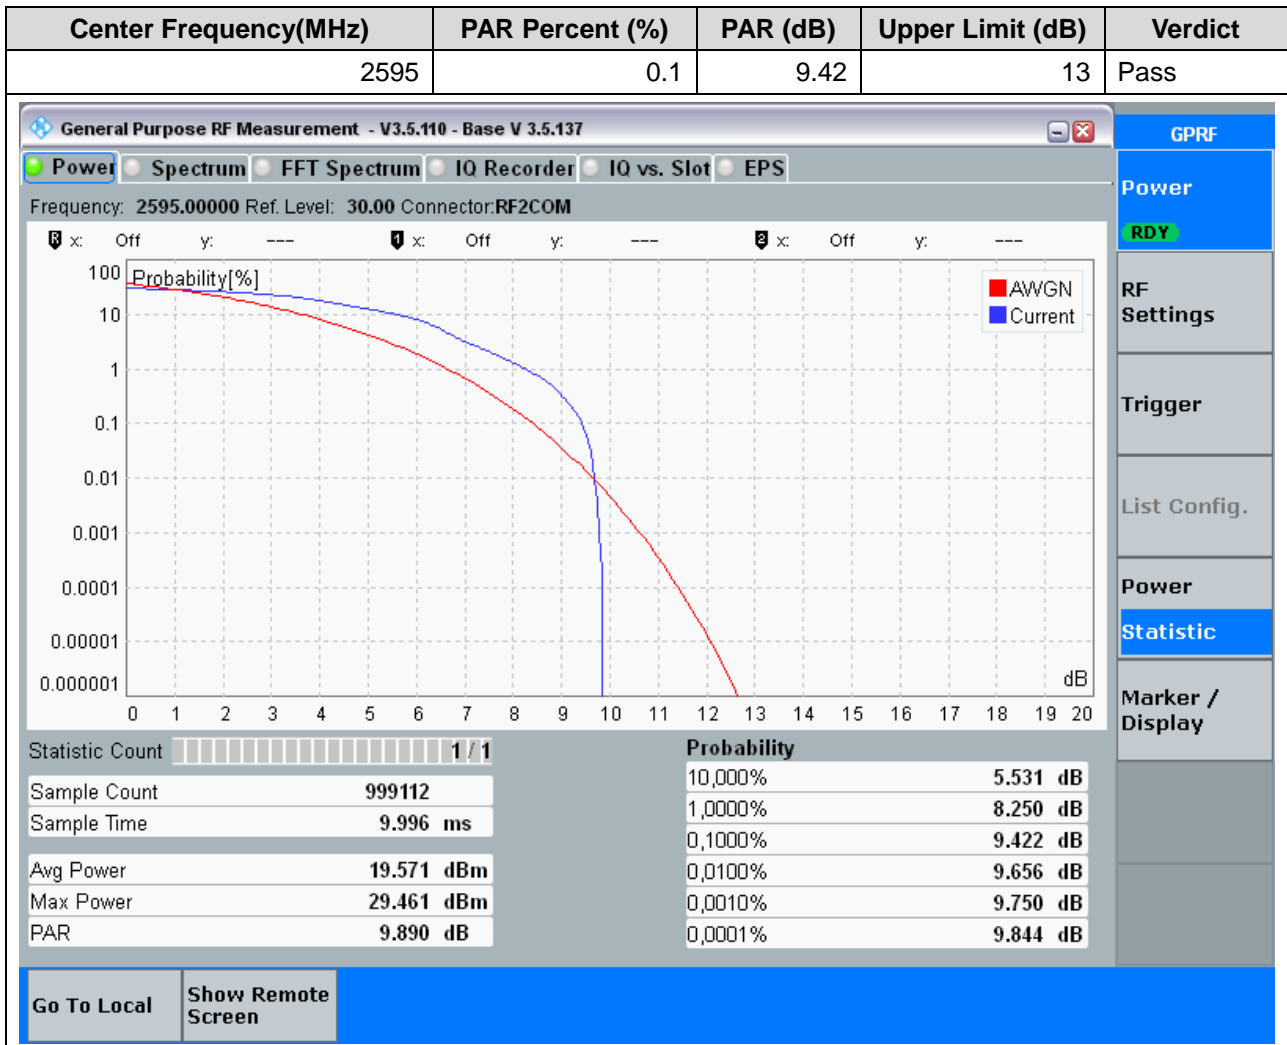 Center Frequency(MHz) PAR Percent (%) PAR (dB) Upper Limit (dB) Verdict
2595 0.1 9.42 13 Pass
General Purpose RF Measurement - V3.5.110 - Base V 3.5.137
GPRF
Power Spectrum FFT Spectrum IQ Recorder IQ vs. Slot EPS
Power
RDY
Frequency: 2595.00000 Ref. Level: 30.00 Connector:RF2COM
R x: Off y: --- 1 x: Off y: --- 2 x: Off y: ---
Probability[%]
AWGN
Current
100
10
1
0.1
0.01
0.001
0.0001
0.00001
0.000001
dB
0 1 2 3 4 5 6 7 8 9 10 11 12 13 14 15 16 17 18 19 20
RF
Settings
Trigger
List Config.
Power
Statistic
Marker /
Display
Statistic Count 1 / 1
Sample Count 999112
Sample Time 9.996 ms
Avg Power 19.571 dBm
Max Power 29.461 dBm
PAR 9.890 dB
Probability
10,000% 5.531 dB
1,0000% 8.250 dB
0,1000% 9.422 dB
0,0100% 9.656 dB
0,0010% 9.750 dB
0,0001% 9.844 dB
Go To Local
Show Remote
Screen